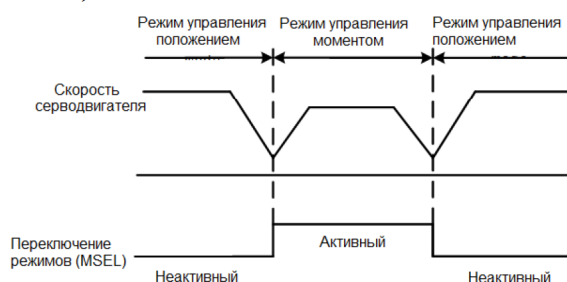 Режим управления
положением
Режим управления
моментом
Режим управления
положением
Скорость
серводвигателя
Переключение
режимов (MSEL)
Неактивный
Активный
Неактивный